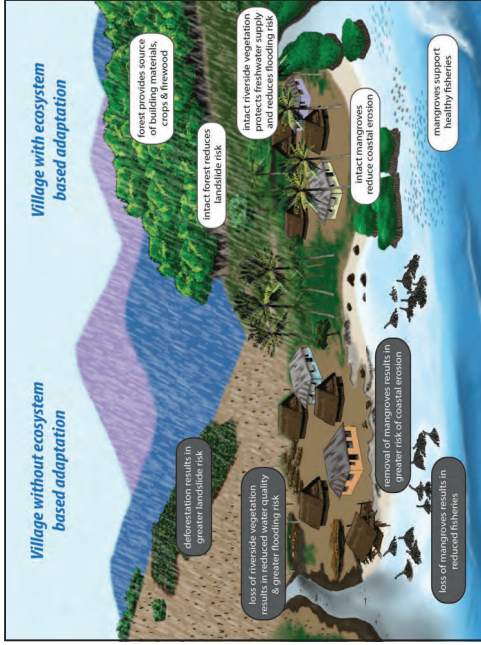 Village without ecosystem
based adaptation
Village with ecosystem
based adaptation
deforestation results in
greater landslide risk
loss of riverside vegetation
results in reduced water quality
& greater flooding risk
removal of mangroves results in
greater risk of coastal erosion
loss of mangroves results in
reduced fisheries
forest provides source
of building materials,
crops & firewood
intact forest reduces
landslide risk
intact riverside vegetation
protects freshwater supply
and reduces flooding risk
intact mangroves
reduce coastal erosion
mangroves support
healthy fisheries